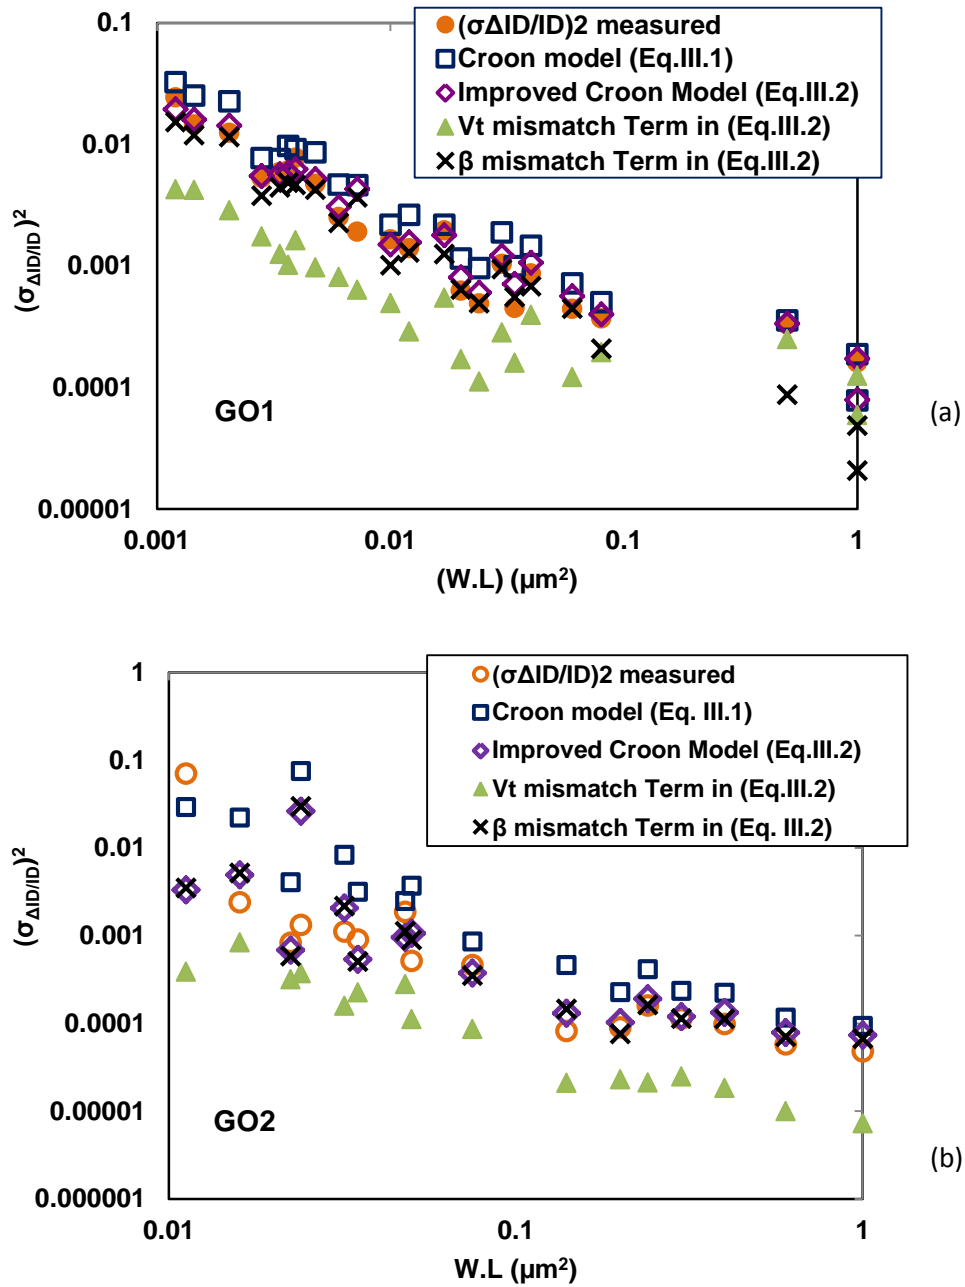 0.1
0.01
0.001
0.0001
0.00001
(σΔID/ID)²
(σΔID/ID)2 measured
Croon model (Eq.III.1)
Improved Croon Model (Eq.III.2)
Vt mismatch Term in (Eq.III.2)
β mismatch Term in (Eq.III.2)
GO1
(a)
0.001 0.01 0.1 1
(W.L) (µm²)
1
0.1
0.01
0.001
0.0001
0.00001
0.000001
(σΔID/ID)²
(σΔID/ID)2 measured
Croon model (Eq. III.1)
Improved Croon Model (Eq.III.2)
Vt mismatch Term in (Eq.III.2)
β mismatch Term in (Eq. III.2)
GO2
(b)
0.01 0.1 1
W.L (µm²)